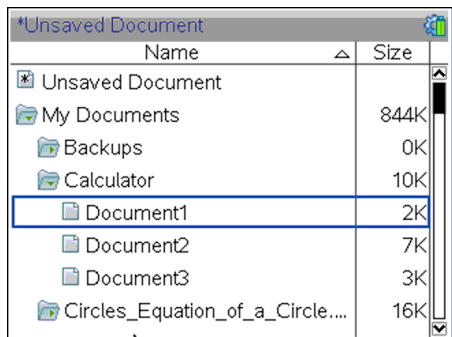 *Unsaved Document
Name Size
Unsaved Document
My Documents 844K
Backups 0K
Calculator 10K
Document1 2K
Document2 7K
Document3 3K
Circles_Equation_of_a_Circle.... 16K